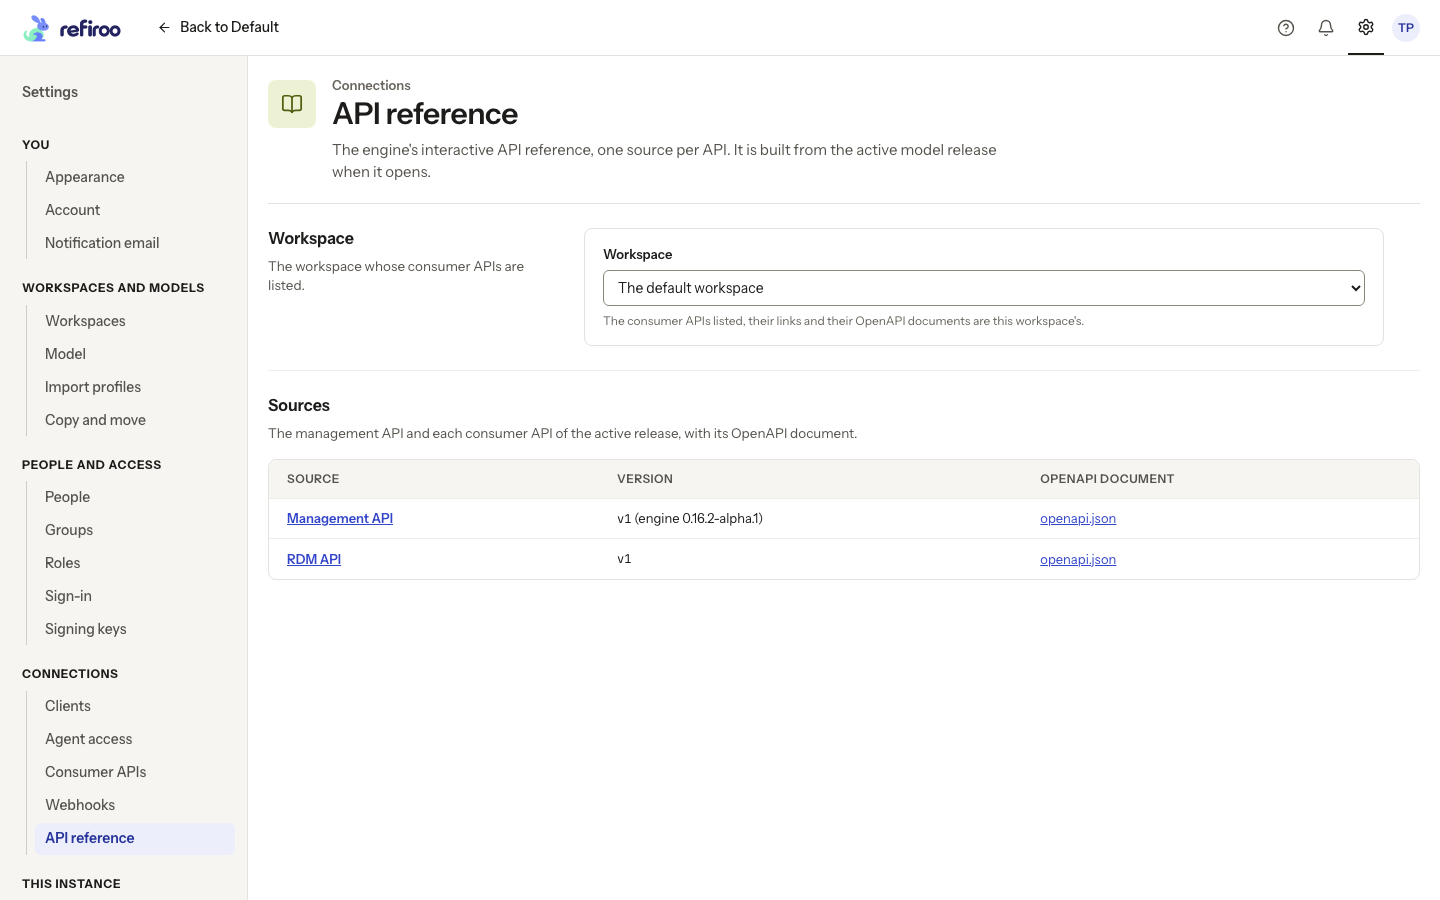 refiroo
Back to Default
TP
Settings
YOU
Appearance
Account
Notification email
WORKSPACES AND MODELS
Workspaces
Model
Import profiles
Copy and move
PEOPLE AND ACCESS
People
Groups
Roles
Sign-in
Signing keys
CONNECTIONS
Clients
Agent access
Consumer APIs
Webhooks
API reference
THIS INSTANCE
Connections
API reference
The engine's interactive API reference, one source per API. It is built from the active model release
when it opens.
Workspace
The workspace whose consumer APIs are
listed.
Workspace
The default workspace
The consumer APIs listed, their links and their OpenAPI documents are this workspace's.
Sources
The management API and each consumer API of the active release, with its OpenAPI document.
SOURCE VERSION OPENAPI DOCUMENT
Management API v1 (engine 0.16.2-alpha.1) openapi.json
RDM API v1 openapi.json